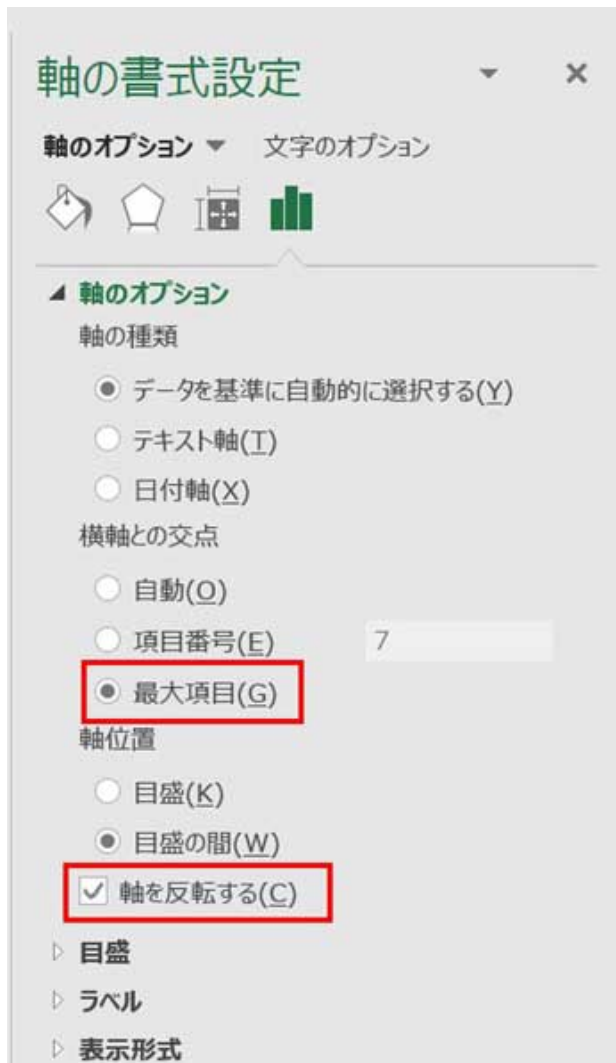 軸の書式設定
軸のオプション 文字のオプション
軸のオプション
軸の種類
データを基準に自動的に選択する(Y)
テキスト軸(T)
日付軸(X)
横軸との交点
自動(O)
項目番号(E) 7
最大項目(G)
軸位置
目盛(K)
目盛の間(W)
軸を反転する(C)
目盛
ラベル
表示形式